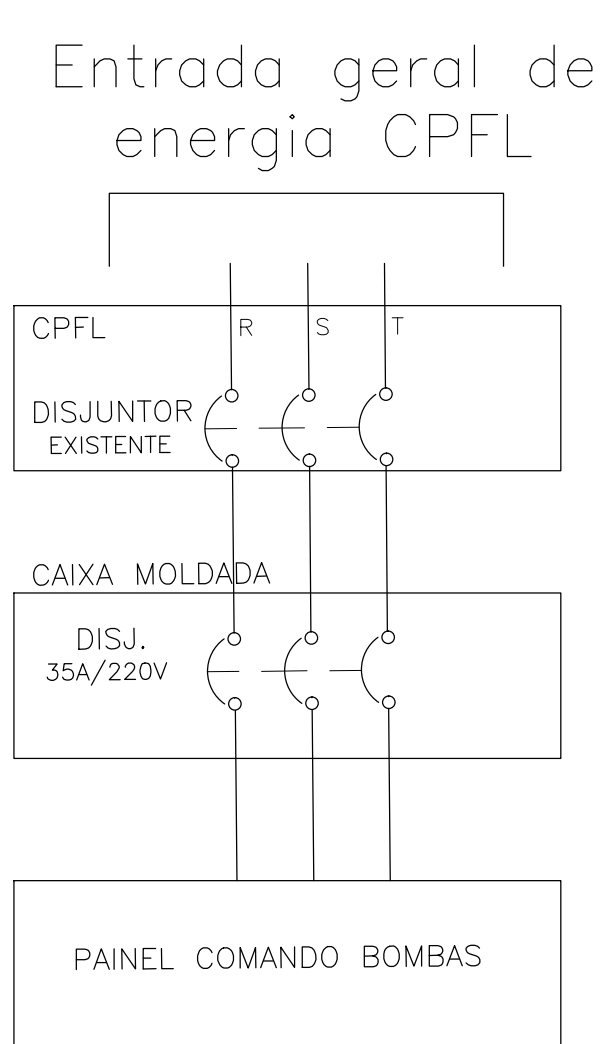 Entrada geral de
energia CPFL
CPFL
R S T
DISJUNTOR
EXISTENTE
CAIXA MOLDADA
DISJ.
35A/220V
PAINEL COMANDO BOMBAS